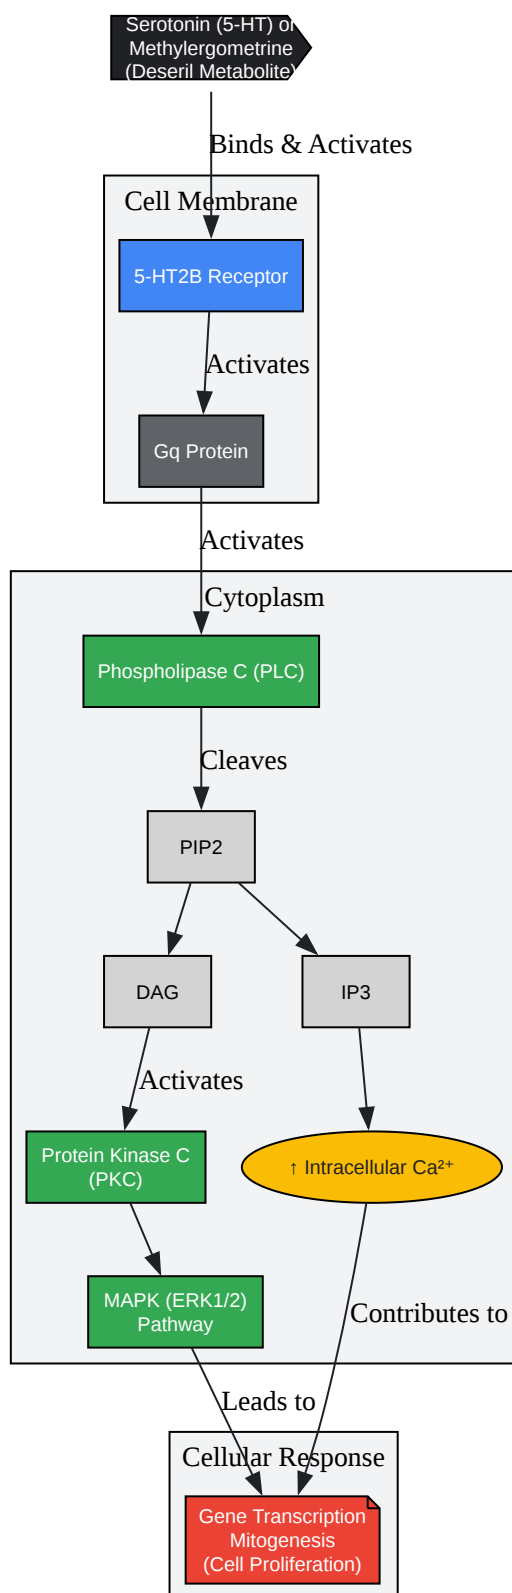 Serotonin (5-HT) or
Methylergometrine
(Deseril Metabolite)
Binds & Activates
Cell Membrane
5-HT2B Receptor
Activates
Gq Protein
Activates
Cytoplasm
Phospholipase C (PLC)
Cleaves
PIP2
DAG
IP3
Activates
Protein Kinase C
(PKC)
↑ Intracellular Ca²⁺
MAPK (ERK1/2)
Pathway
Contributes to
Leads to
Cellular Response
Gene Transcription
Mitogenesis
(Cell Proliferation)